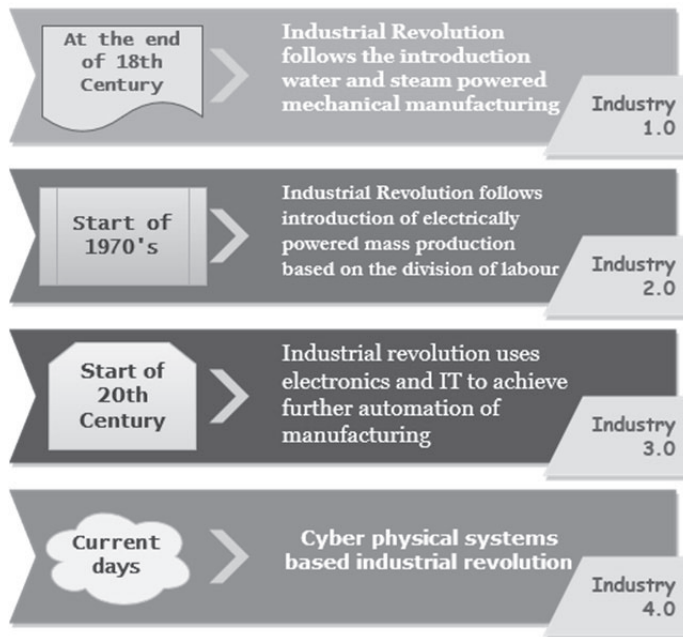 At the end
of 18th
Century
Industrial Revolution
follows the introduction
water and steam powered
mechanical manufacturing
Industry
1.0
Start of
1970's
Industrial Revolution follows
introduction of electrically
powered mass production
based on the division of labour
Industry
2.0
Start of
20th
Century
Industrial revolution uses
electronics and IT to achieve
further automation of
manufacturing
Industry
3.0
Current
days
Cyber physical systems
based industrial revolution
Industry
4.0